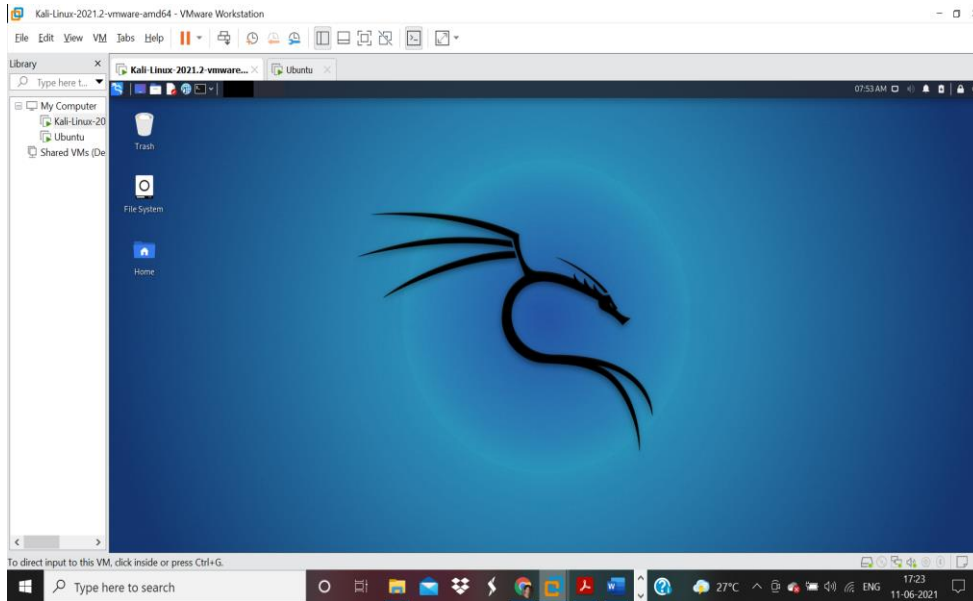 Kali-Linux-2021.2-vmware-amd64 - VMware Workstation
File Edit View VM Tabs Help
Library
Kali-Linux-2021.2-vmware...
Ubuntu
Type here t...
07:53 AM
My Computer
Kali-Linux-20
Ubuntu
Shared VMs (De
Trash
File System
Home
To direct input to this VM, click inside or press Ctrl+G.
Type here to search
27°C
ENG
17:23
11-06-2021